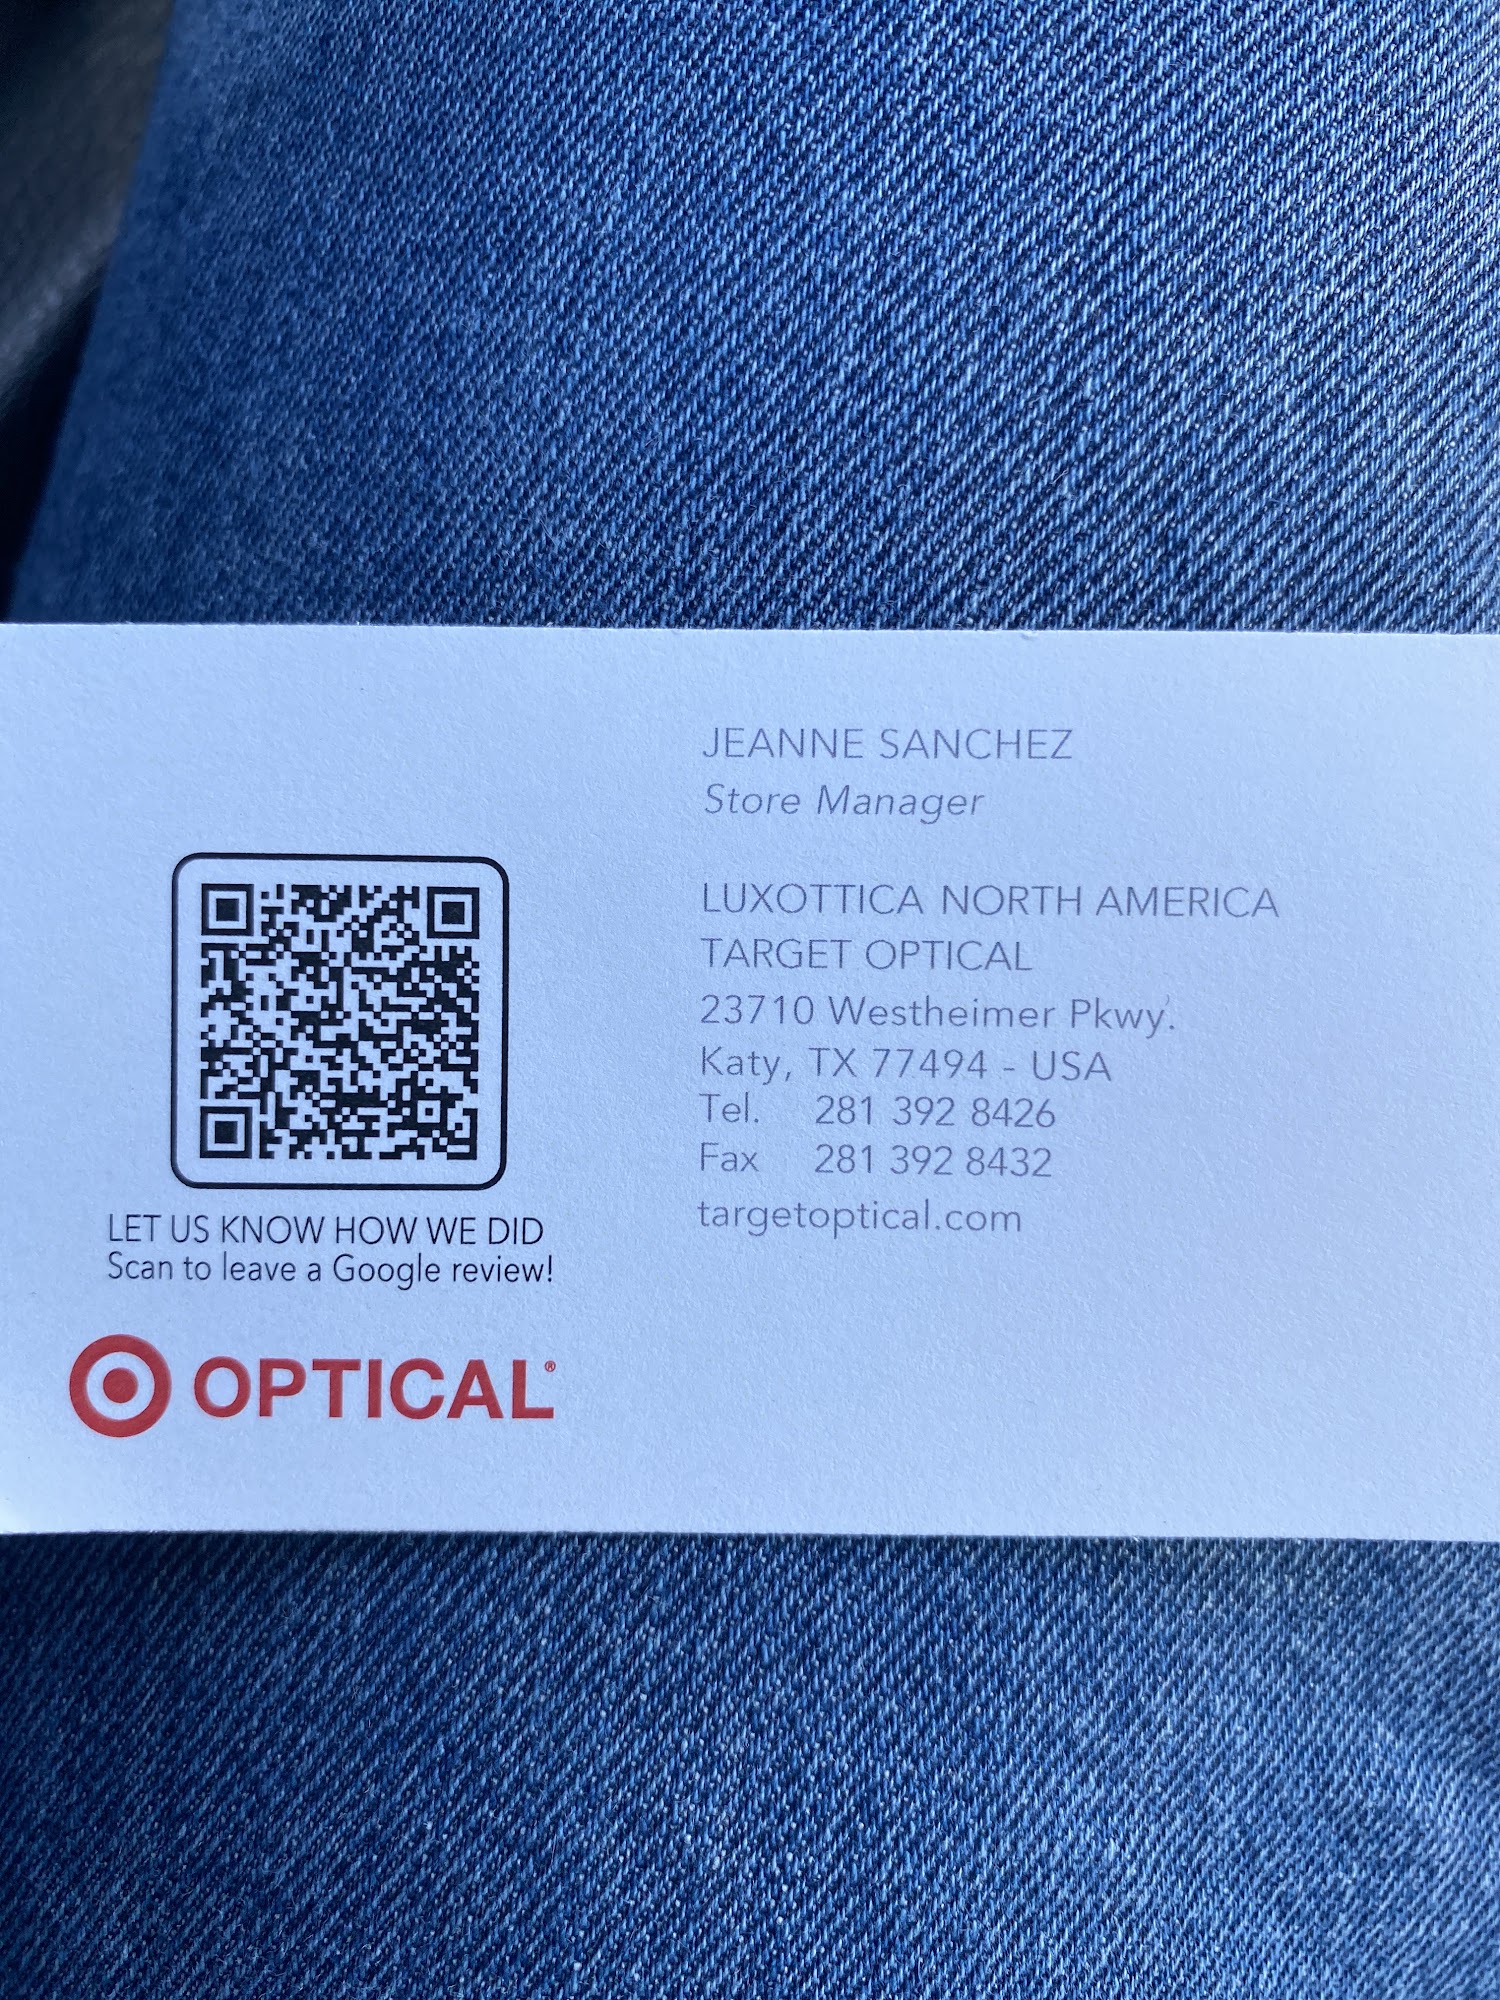 JEANNE SANCHEZ
Store Manager
LUXOTTICA NORTH AMERICA
TARGET OPTICAL
23710 Westheimer Pkwy.
Katy, TX 77494 - USA
Tel. 281 392 8426
Fax 281 392 8432
targetoptical.com
LET US KNOW HOW WE DID
Scan to leave a Google review!
OPTICAL®